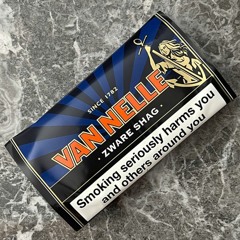 SINCE 1782
VAN NELLE
· ZWARE SHAG ·
Smoking seriously harms you
and others around you